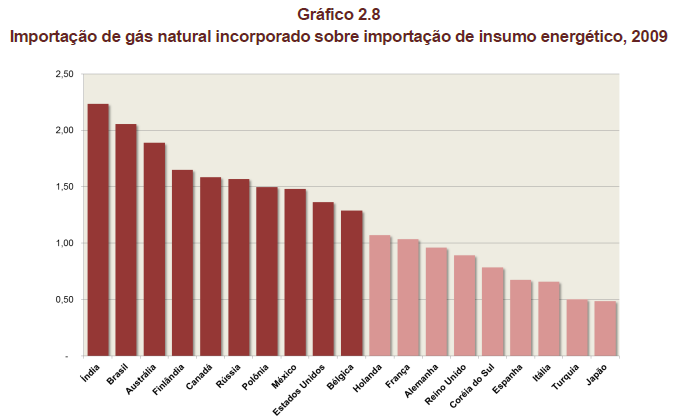 Gráfico 2.8
Importação de gás natural incorporado sobre importação de insumo energético, 2009
2,50
2,00
1,50
1,00
0,50
-
Índia
Brasil
Austrália
Finlândia
Canadá
Rússia
Polônia
México
Estados Unidos
Bélgica
Holanda
França
Alemanha
Reino Unido
Coréia do Sul
Espanha
Itália
Turquia
Japão